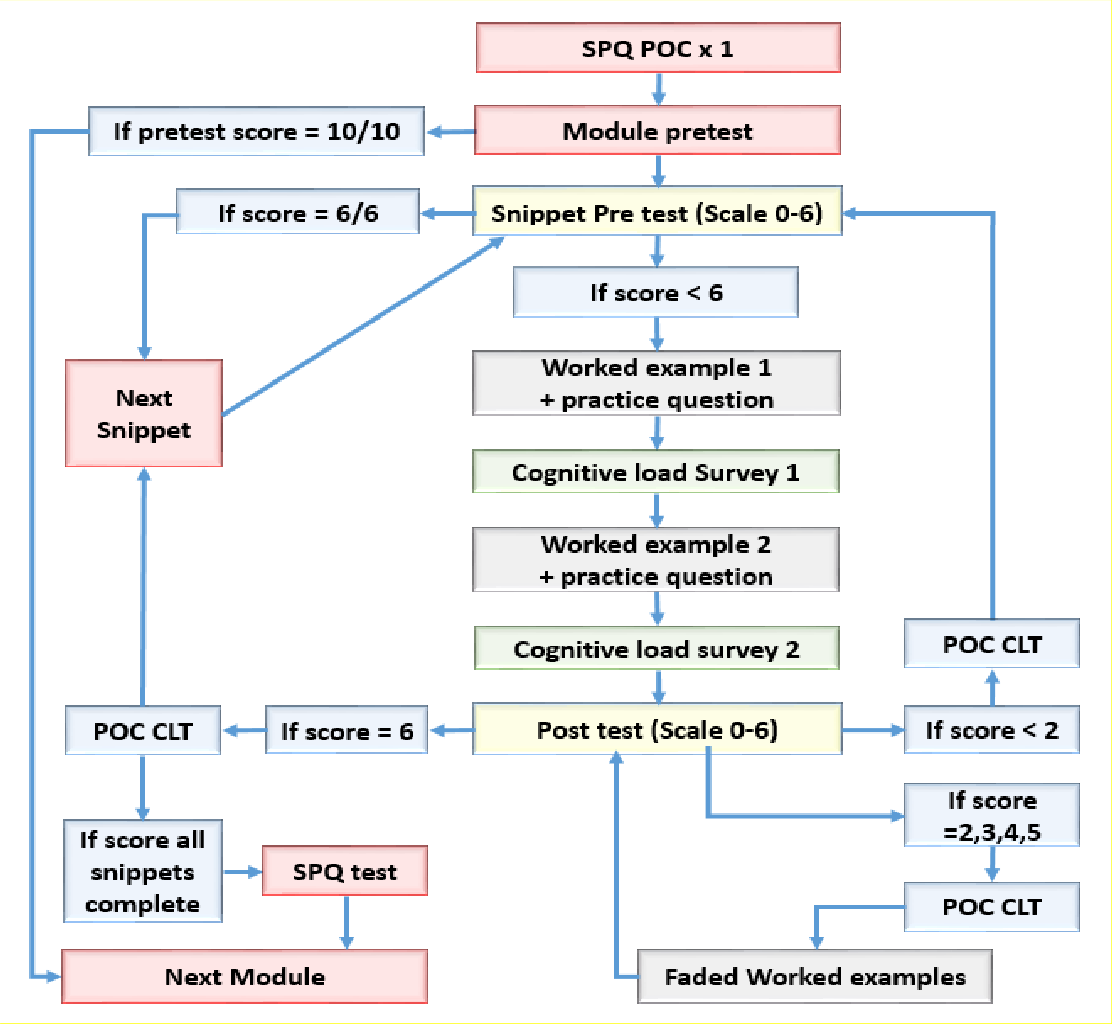 SPQ POC x 1
If pretest score = 10/10
Module pretest
If score = 6/6
Snippet Pre test (Scale 0-6)
If score < 6
Worked example 1
+ practice question
Next
Snippet
Cognitive load Survey 1
Worked example 2
+ practice question
Cognitive load survey 2
POC CLT
POC CLT
If score = 6
Post test (Scale 0-6)
If score < 2
If score
=2,3,4,5
If score all
snippets
complete
SPQ test
POC CLT
Next Module
Faded Worked examples